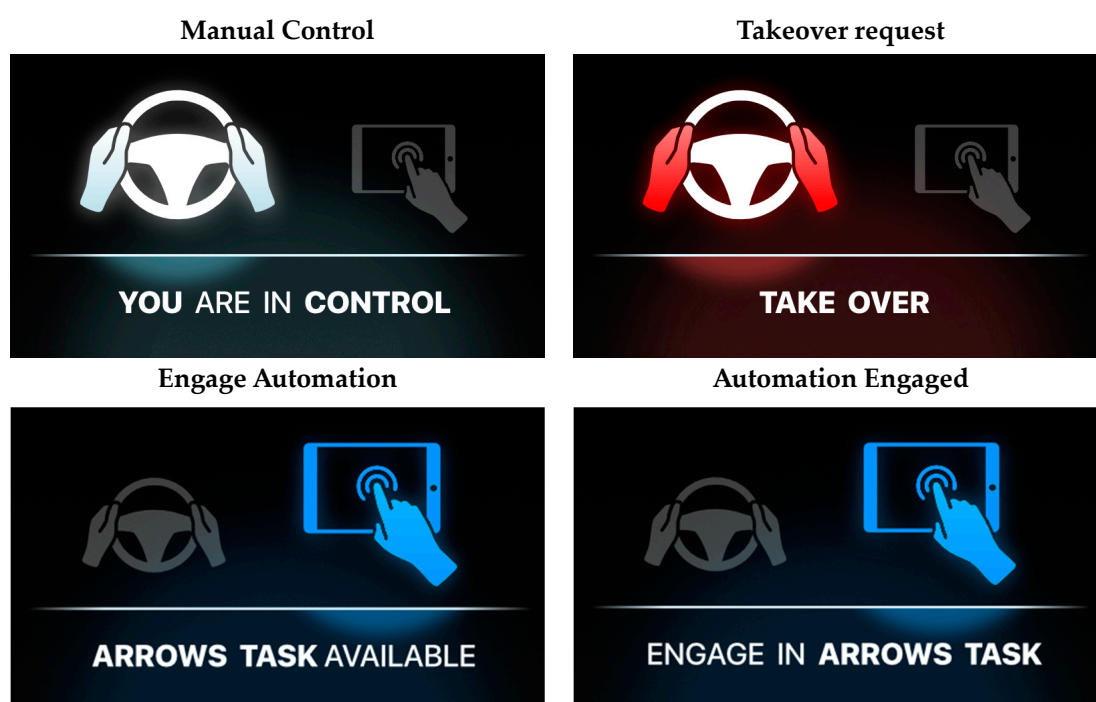 Manual Control
Takeover request
YOU ARE IN CONTROL
TAKE OVER
Engage Automation
Automation Engaged
ARROWS TASK AVAILABLE
ENGAGE IN ARROWS TASK